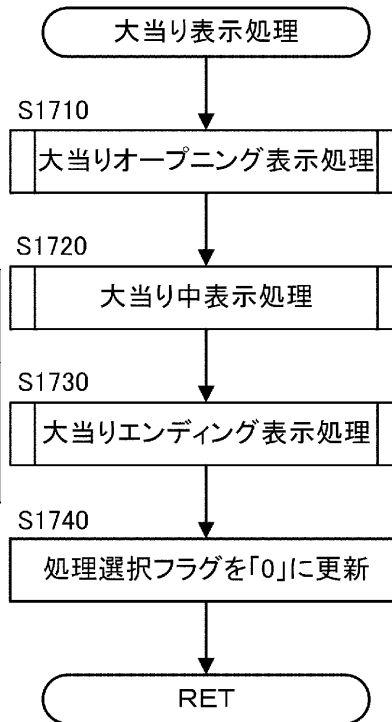 大当り表示処理
S1710
大当りオープニング表示処理
S1720
大当り中表示処理
S1730
大当りエンディング表示処理
S1740
処理選択フラグを「0」に更新
RET